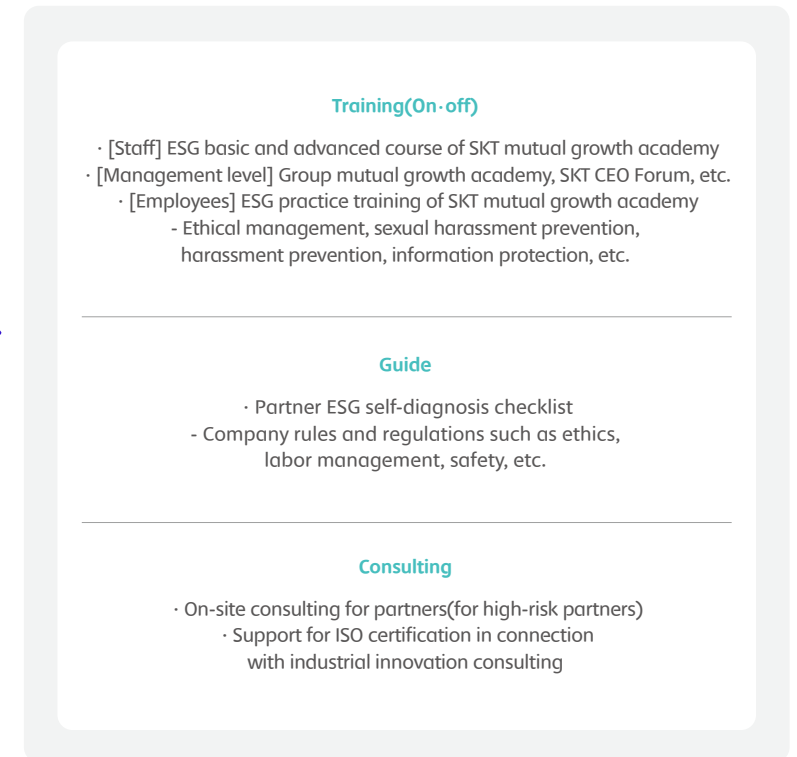 Training(On·off)
· [Staff] ESG basic and advanced course of SKT mutual growth academy
· [Management level] Group mutual growth academy, SKT CEO Forum, etc.
· [Employees] ESG practice training of SKT mutual growth academy
- Ethical management, sexual harassment prevention,
harassment prevention, information protection, etc.
Guide
· Partner ESG self-diagnosis checklist
- Company rules and regulations such as ethics,
labor management, safety, etc.
Consulting
· On-site consulting for partners(for high-risk partners)
· Support for ISO certification in connection
with industrial innovation consulting